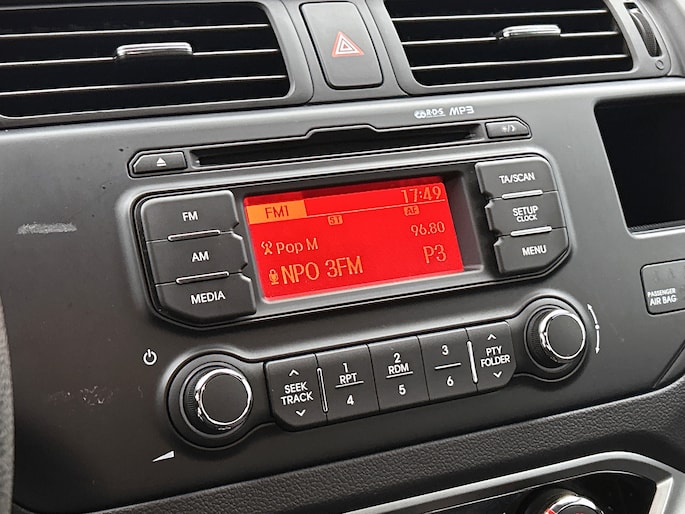 R·D·S MP3
FM
AM
MEDIA
FM1 17:49
ST AF
Pop M 96.80
NPO 3FM P3
TA/SCAN
SETUP
CLOCK
MENU
PASSENGER
AIR BAG
SEEK
TRACK
1
RPT
4
2
RDM
5
3
6
PTY
FOLDER